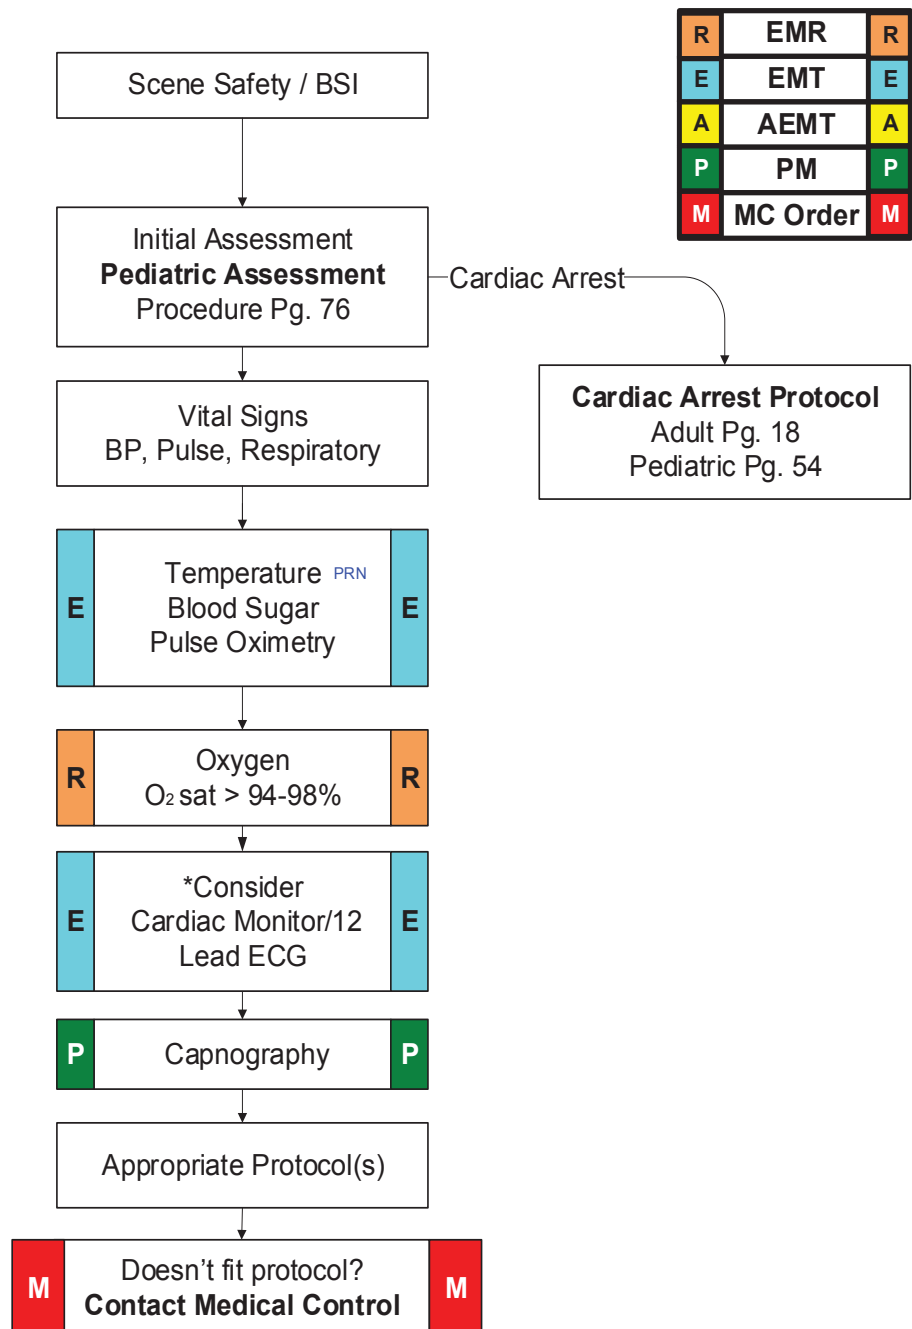 R EMR R
E EMT E
A AEMT A
P PM P
M MC Order M
Scene Safety / BSI
Initial Assessment
Pediatric Assessment
Procedure Pg. 76
Cardiac Arrest
Cardiac Arrest Protocol
Adult Pg. 18
Pediatric Pg. 54
Vital Signs
BP, Pulse, Respiratory
E E
Temperature PRN
Blood Sugar
Pulse Oximetry
R R
Oxygen
O₂ sat > 94-98%
E E
*Consider
Cardiac Monitor/12
Lead ECG
P Capnography P
Appropriate Protocol(s)
M M
Doesn't fit protocol?
Contact Medical Control